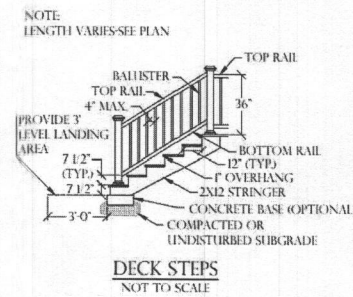 NOTE:
LENGTH VARIES-SEE PLAN
TOP RAIL
BALLISTER
TOP RAIL
4" MAX.
36"
PROVIDE 3'
LEVEL LANDING
AREA
7 1/2"
(TYP.)
7 1/2"
BOTTOM RAIL
12" (TYP.)
1" OVERHANG
2X12 STRINGER
CONCRETE BASE (OPTIONAL
3'-0"
COMPACTED OR
UNDISTURBED SUBGRADE
DECK STEPS
NOT TO SCALE